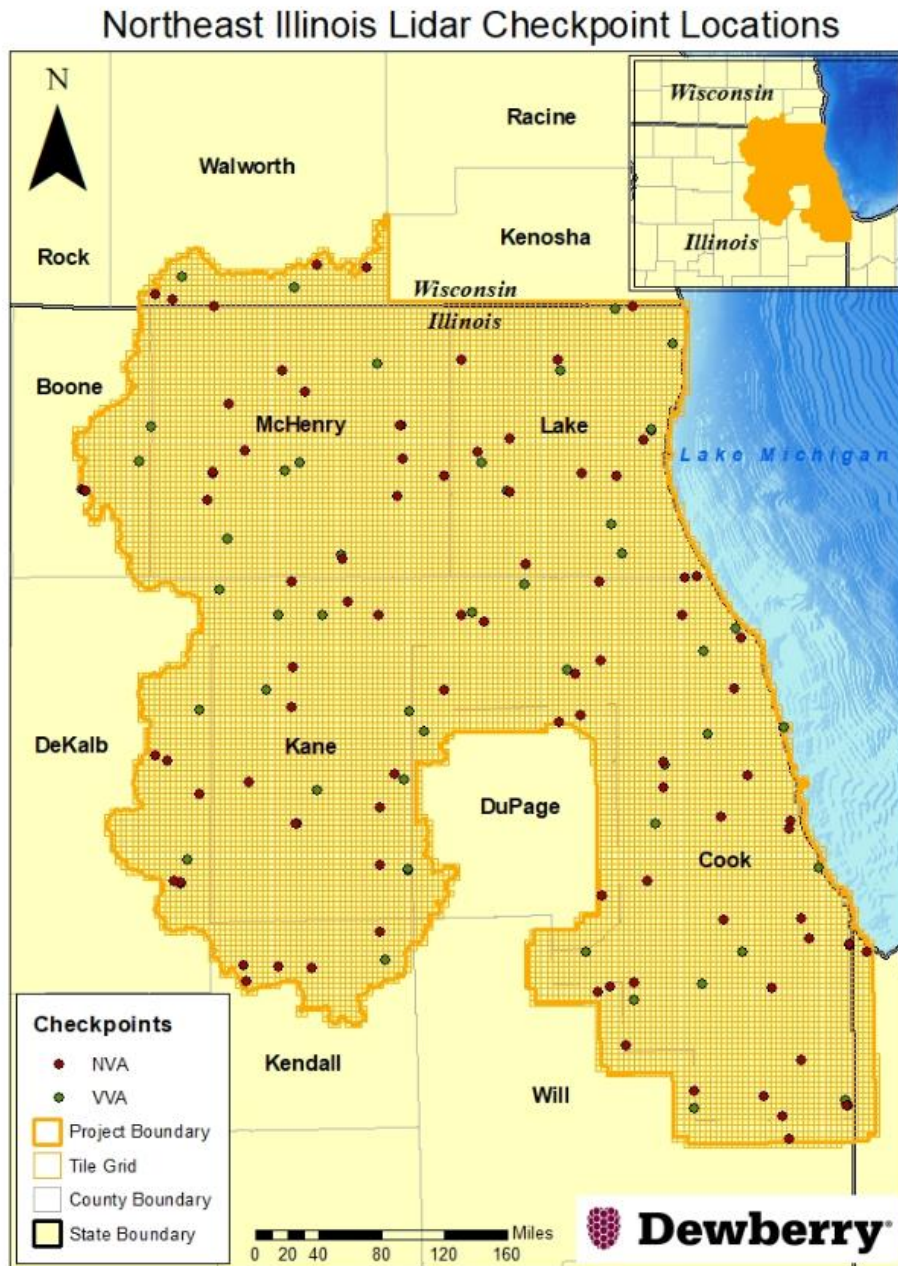 Northeast Illinois Lidar Checkpoint Locations
N
Wisconsin
Illinois
Racine
Walworth
Kenosha
Rock
Wisconsin
Illinois
Boone
McHenry
Lake
Lake Michigan
DeKalb
Kane
DuPage
Cook
Kendall
Will
Checkpoints
NVA
VVA
Project Boundary
Tile Grid
County Boundary
State Boundary
Miles
0 20 40 80 120 160
Dewberry®